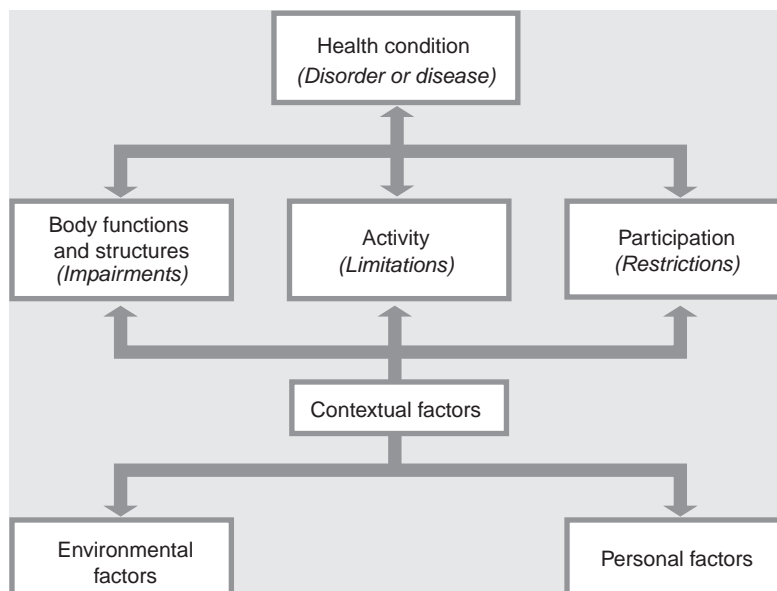 Health condition
(Disorder or disease)
Body functions
and structures
(Impairments)
Activity
(Limitations)
Participation
(Restrictions)
Contextual factors
Environmental
factors
Personal factors